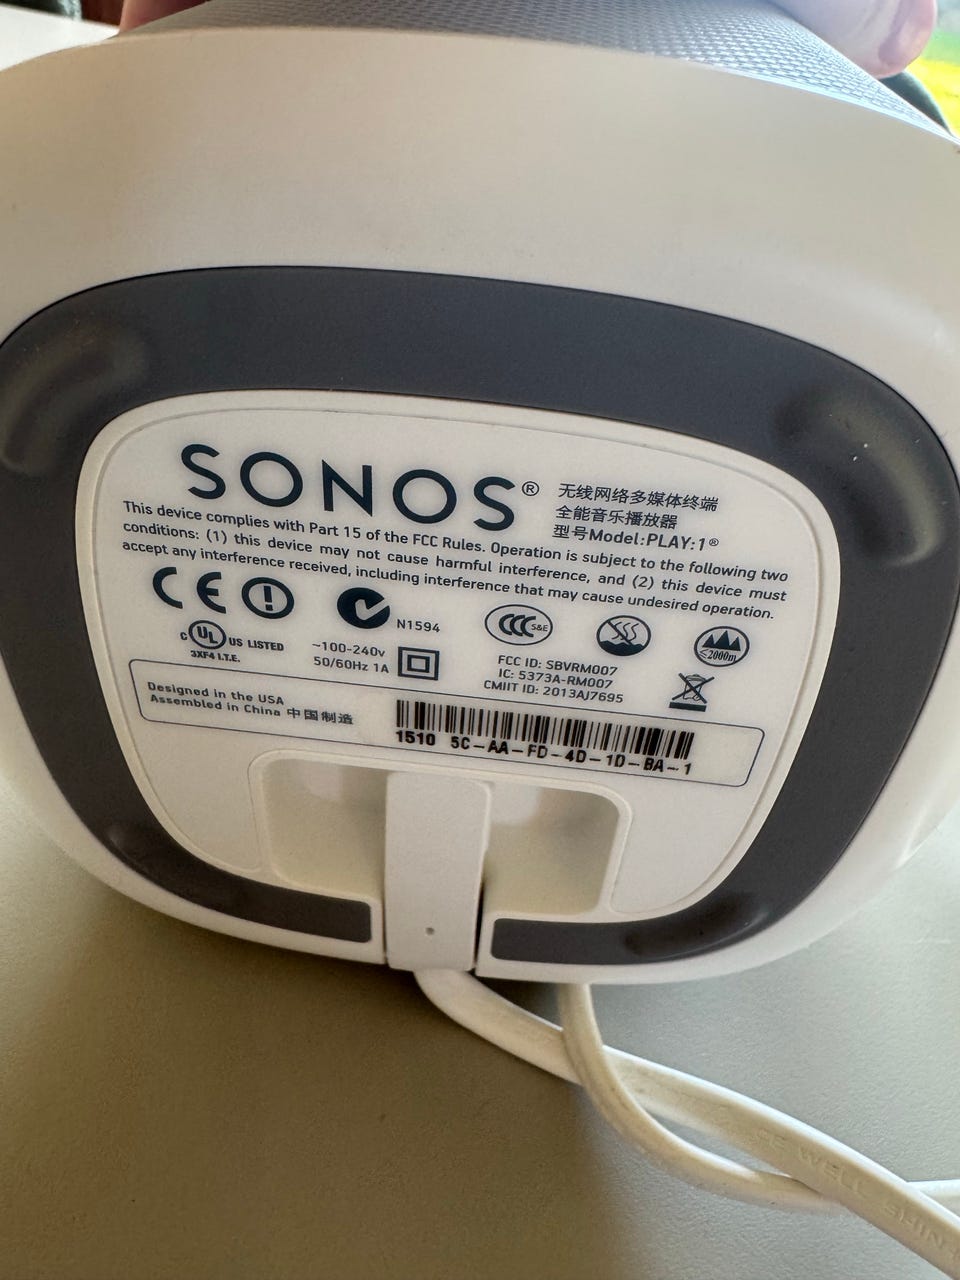 SONOS®
无线网络多媒体终端
全能音乐播放器
型号Model:PLAY:1®
This device complies with Part 15 of the FCC Rules. Operation is subject to the following two
conditions: (1) this device may not cause harmful interference, and (2) this device must
accept any interference received, including interference that may cause undesired operation.
CE
N1594
CCC S&E
≤2000m
C UL US LISTED
3XF4 I.T.E.
~100-240v
50/60Hz 1A
FCC ID: SBVRM007
IC: 5373A-RM007
CMIIT ID: 2013AJ7695
Designed in the USA
Assembled in China 中国制造
1510 5C-AA-FD-4D-1D-BA-1
WELL SHIN